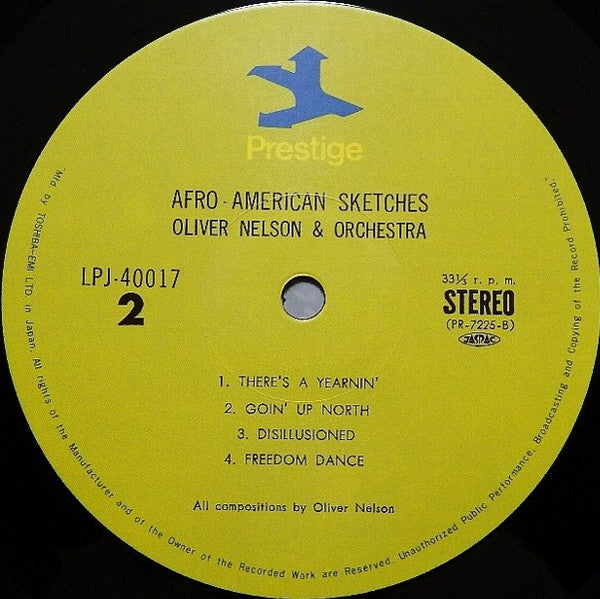 Prestige
AFRO-AMERICAN SKETCHES
OLIVER NELSON & ORCHESTRA
LPJ-40017
2
33⅓ r. p. m.
STEREO
(PR-7225-B)
JASRAC
1. THERE'S A YEARNIN'
2. GOIN' UP NORTH
3. DISILLUSIONED
4. FREEDOM DANCE
All compositions by Oliver Nelson
"Mfd by TOSHIBA-EMI LTD in Japan. All rights of the Manufacturer and of the Owner of the Recorded Work are Reserved. Unauthorized Public Performance, Broadcasting and Copying of the Record Prohibited."